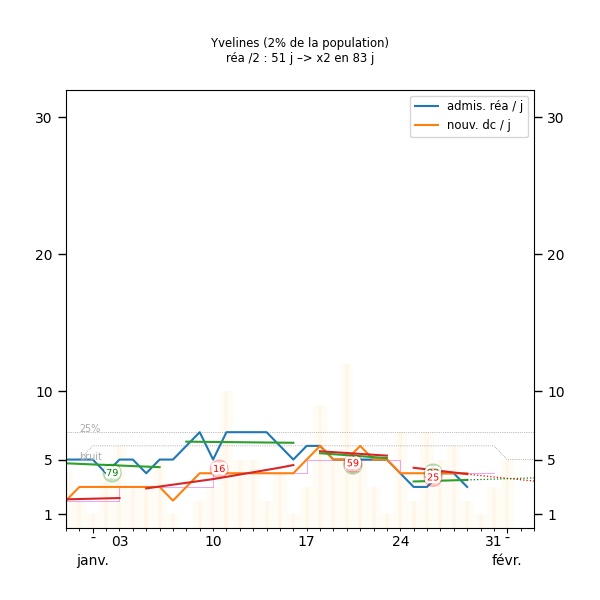 Yvelines (2% de la population)
réa /2 : 51 j –> x2 en 83 j
admis. réa / j
nouv. dc / j
30 30
20 20
10 10
25%
bruit
5 5
79
16
59
25
1 1
03 10 17 24 31
janv. févr.